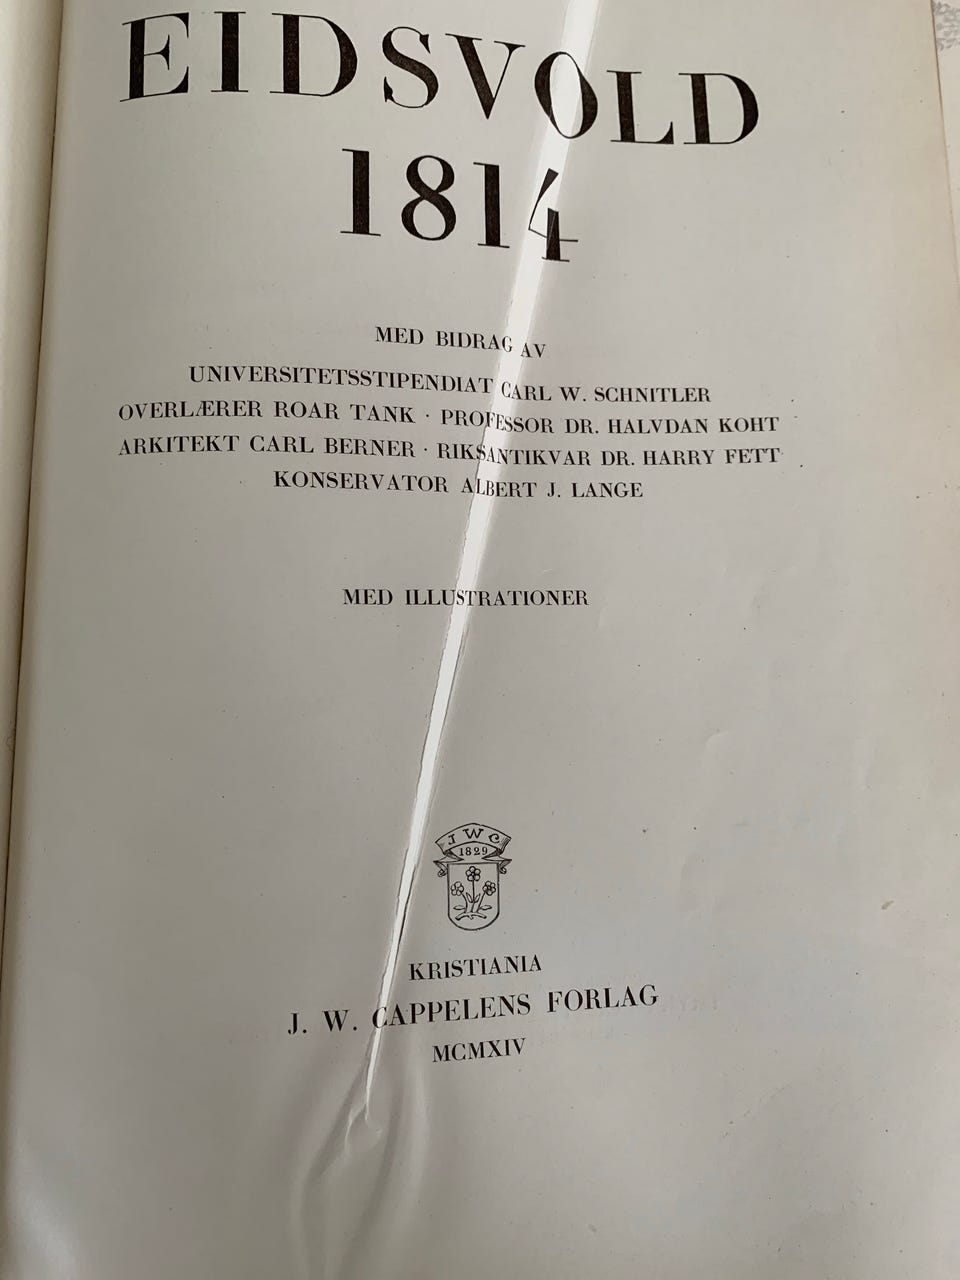 EIDSVOLD
1814
MED BIDRAG AV
UNIVERSITETSSTIPENDIAT CARL W. SCHNITLER
OVERLÆRER ROAR TANK · PROFESSOR DR. HALVDAN KOHT
ARKITEKT CARL BERNER · RIKSANTIKVAR DR. HARRY FETT
KONSERVATOR ALBERT J. LANGE
MED ILLUSTRATIONER
J W C
1829
KRISTIANIA
J. W. CAPPELENS FORLAG
MCMXIV